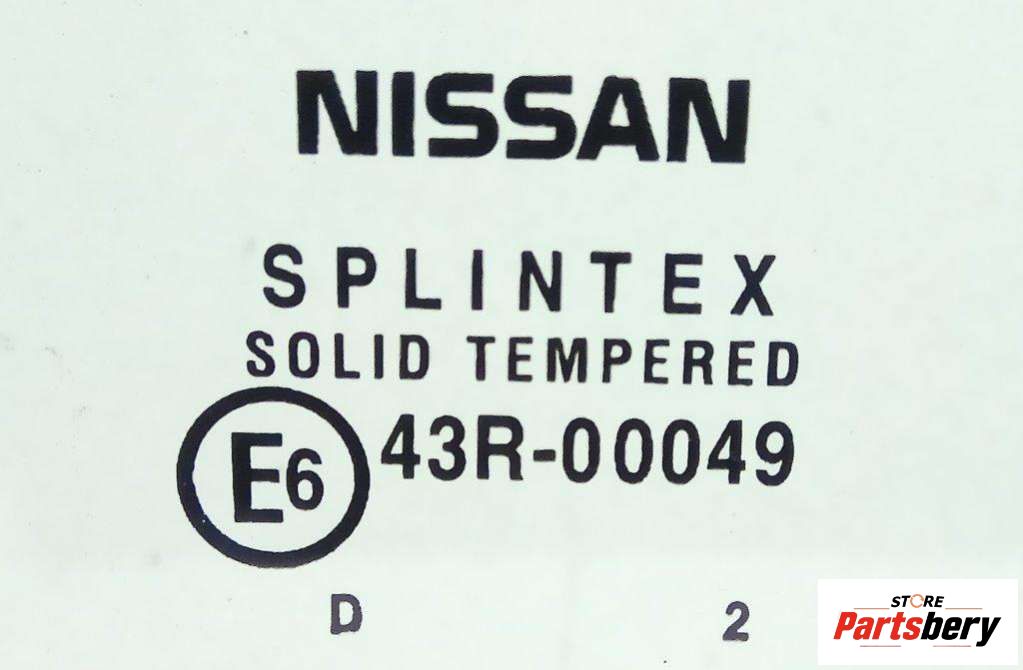 NISSAN
SPLINTEX
SOLID TEMPERED
E6 43R-00049
D 2
STORE
Partsbery